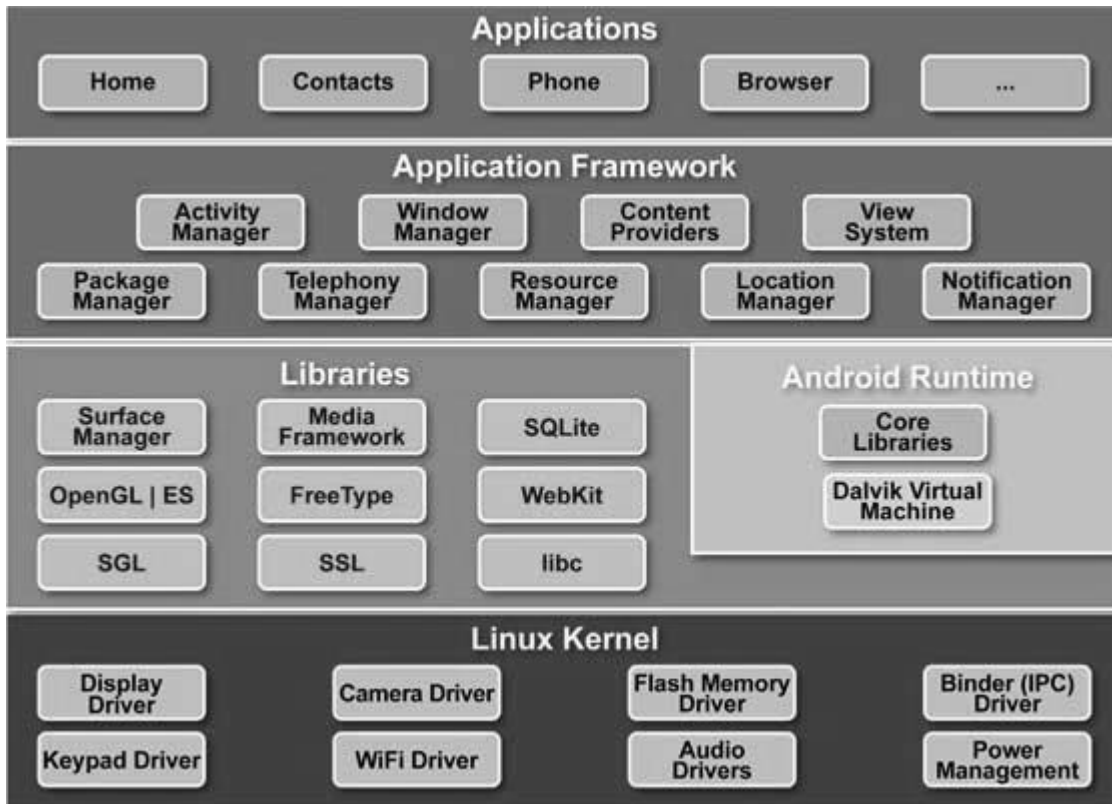 Applications
Home
Contacts
Phone
Browser
...
Application Framework
Activity
Manager
Window
Manager
Content
Providers
View
System
Package
Manager
Telephony
Manager
Resource
Manager
Location
Manager
Notification
Manager
Libraries
Surface
Manager
Media
Framework
SQLite
OpenGL | ES
FreeType
WebKit
SGL
SSL
libc
Android Runtime
Core
Libraries
Dalvik Virtual
Machine
Linux Kernel
Display
Driver
Camera Driver
Flash Memory
Driver
Binder (IPC)
Driver
Keypad Driver
WiFi Driver
Audio
Drivers
Power
Management